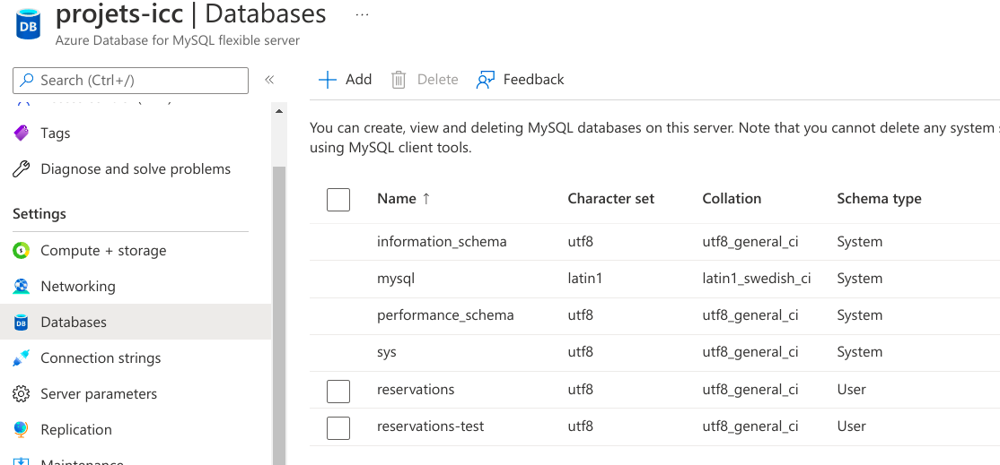 projets-icc | Databases ...
Azure Database for MySQL flexible server
Search (Ctrl+/) «
Tags
Diagnose and solve problems
Settings
Compute + storage
Networking
Databases
Connection strings
Server parameters
Replication
Maintenance
Add Delete Feedback
You can create, view and deleting MySQL databases on this server. Note that you cannot delete any system
using MySQL client tools.
Name ↑ Character set Collation Schema type
information_schema utf8 utf8_general_ci System
mysql latin1 latin1_swedish_ci System
performance_schema utf8 utf8_general_ci System
sys utf8 utf8_general_ci System
reservations utf8 utf8_general_ci User
reservations-test utf8 utf8_general_ci User